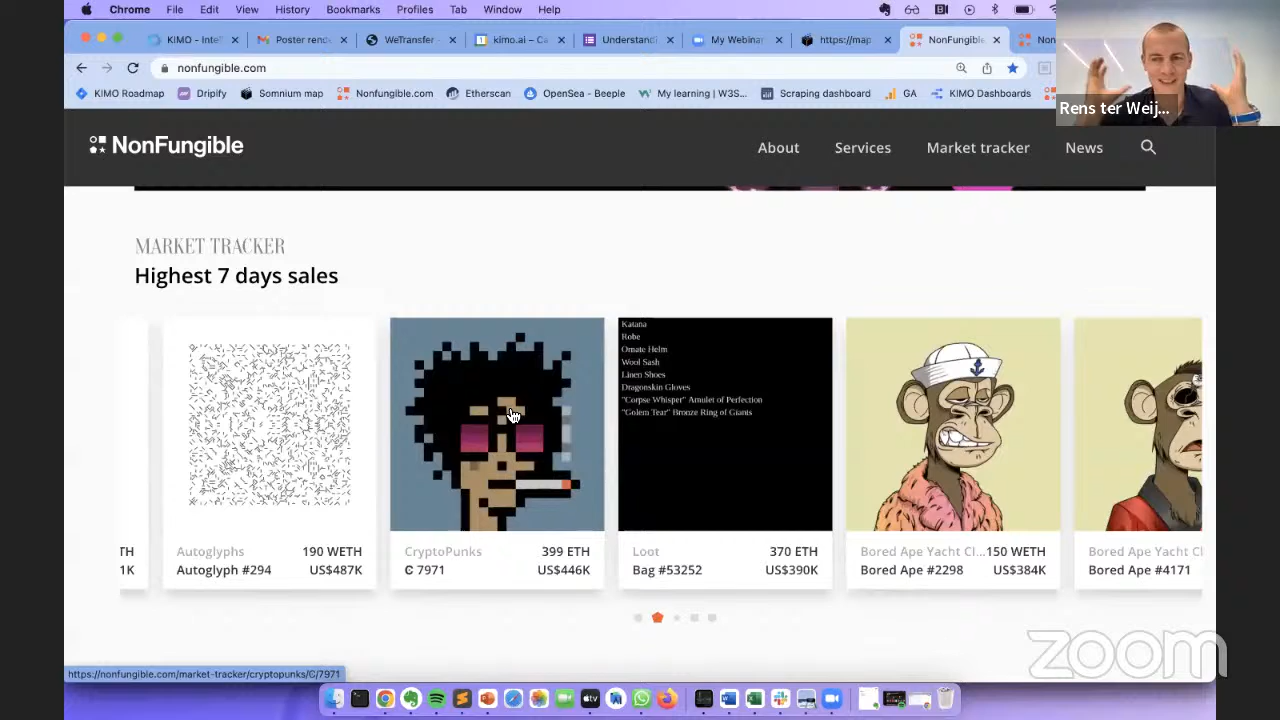 Chrome File Edit View History Bookmarks Profiles Tab Window Help
KIMO - Inte
Poster rend
WeTransfer -
kimo.ai – Ca
Understandi
My Webinar
https://map
NonFungible
Non
nonfungible.com
KIMO Roadmap
Dripify
Somnium map
Nonfungible.com
Etherscan
OpenSea - Beeple
My learning | W3S...
Scraping dashboard
GA
KIMO Dashboards
Rens ter Weij...
NonFungible
About
Services
Market tracker
News
MARKET TRACKER
Highest 7 days sales
Katana
Robe
Ornate Helm
Wool Sash
Linen Shoes
Dragonskin Gloves
"Corpse Whisper" Amulet of Perfection
"Golem Tear" Bronze Ring of Giants
TH
1K
Autoglyphs 190 WETH
Autoglyph #294 US$487K
CryptoPunks 399 ETH
₢ 7971 US$446K
Loot 370 ETH
Bag #53252 US$390K
Bored Ape Yacht Cl...150 WETH
Bored Ape #2298 US$384K
Bored Ape Yacht Cl
Bored Ape #4171
zoom
https://nonfungible.com/market-tracker/cryptopunks/₢/7971